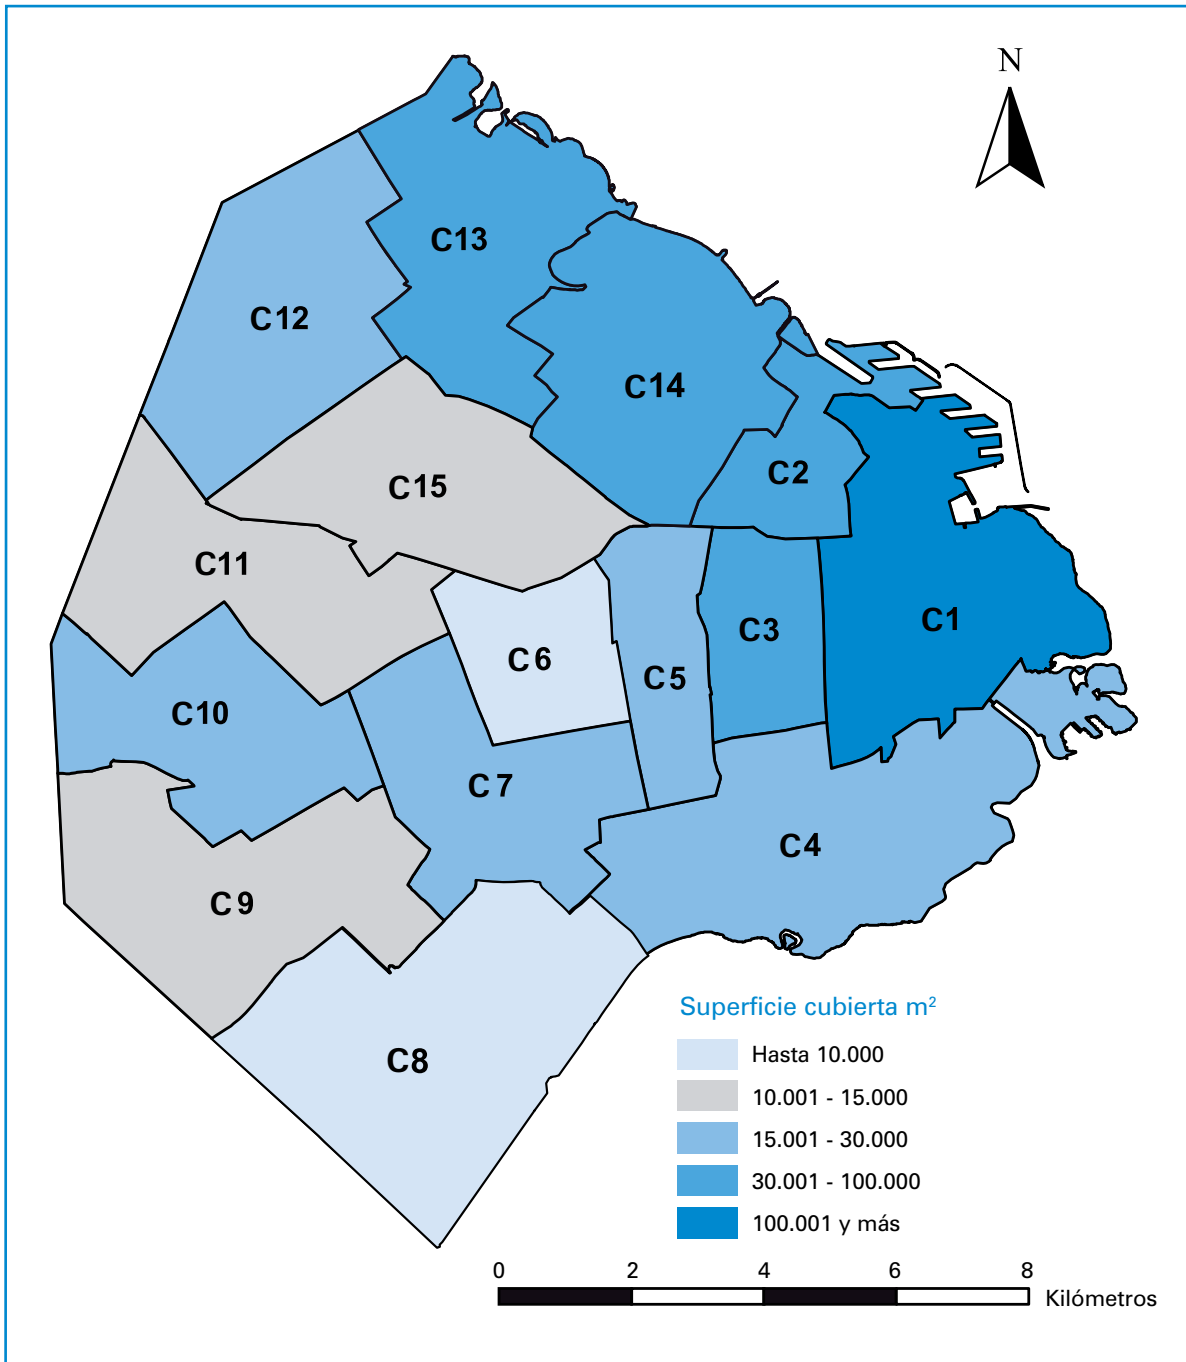 N
C13
C12
C14
C2
C15
C11
C1
C3
C6
C5
C10
C7
C4
C9
C8
Superficie cubierta m²
Hasta 10.000
10.001 - 15.000
15.001 - 30.000
30.001 - 100.000
100.001 y más
0 2 4 6 8
Kilómetros